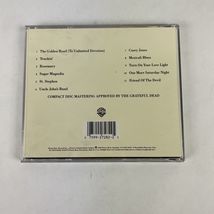 The Golden Road (To Unlimited Devotion)
Truckin'
Rosemary
Sugar Magnolia
St. Stephen
Uncle John's Band
Casey Jones
Mexicali Blues
Turn On Your Love Light
One More Saturday Night
Friend Of The Devil
COMPACT DISC MASTERING APPROVED BY THE GRATEFUL DEAD